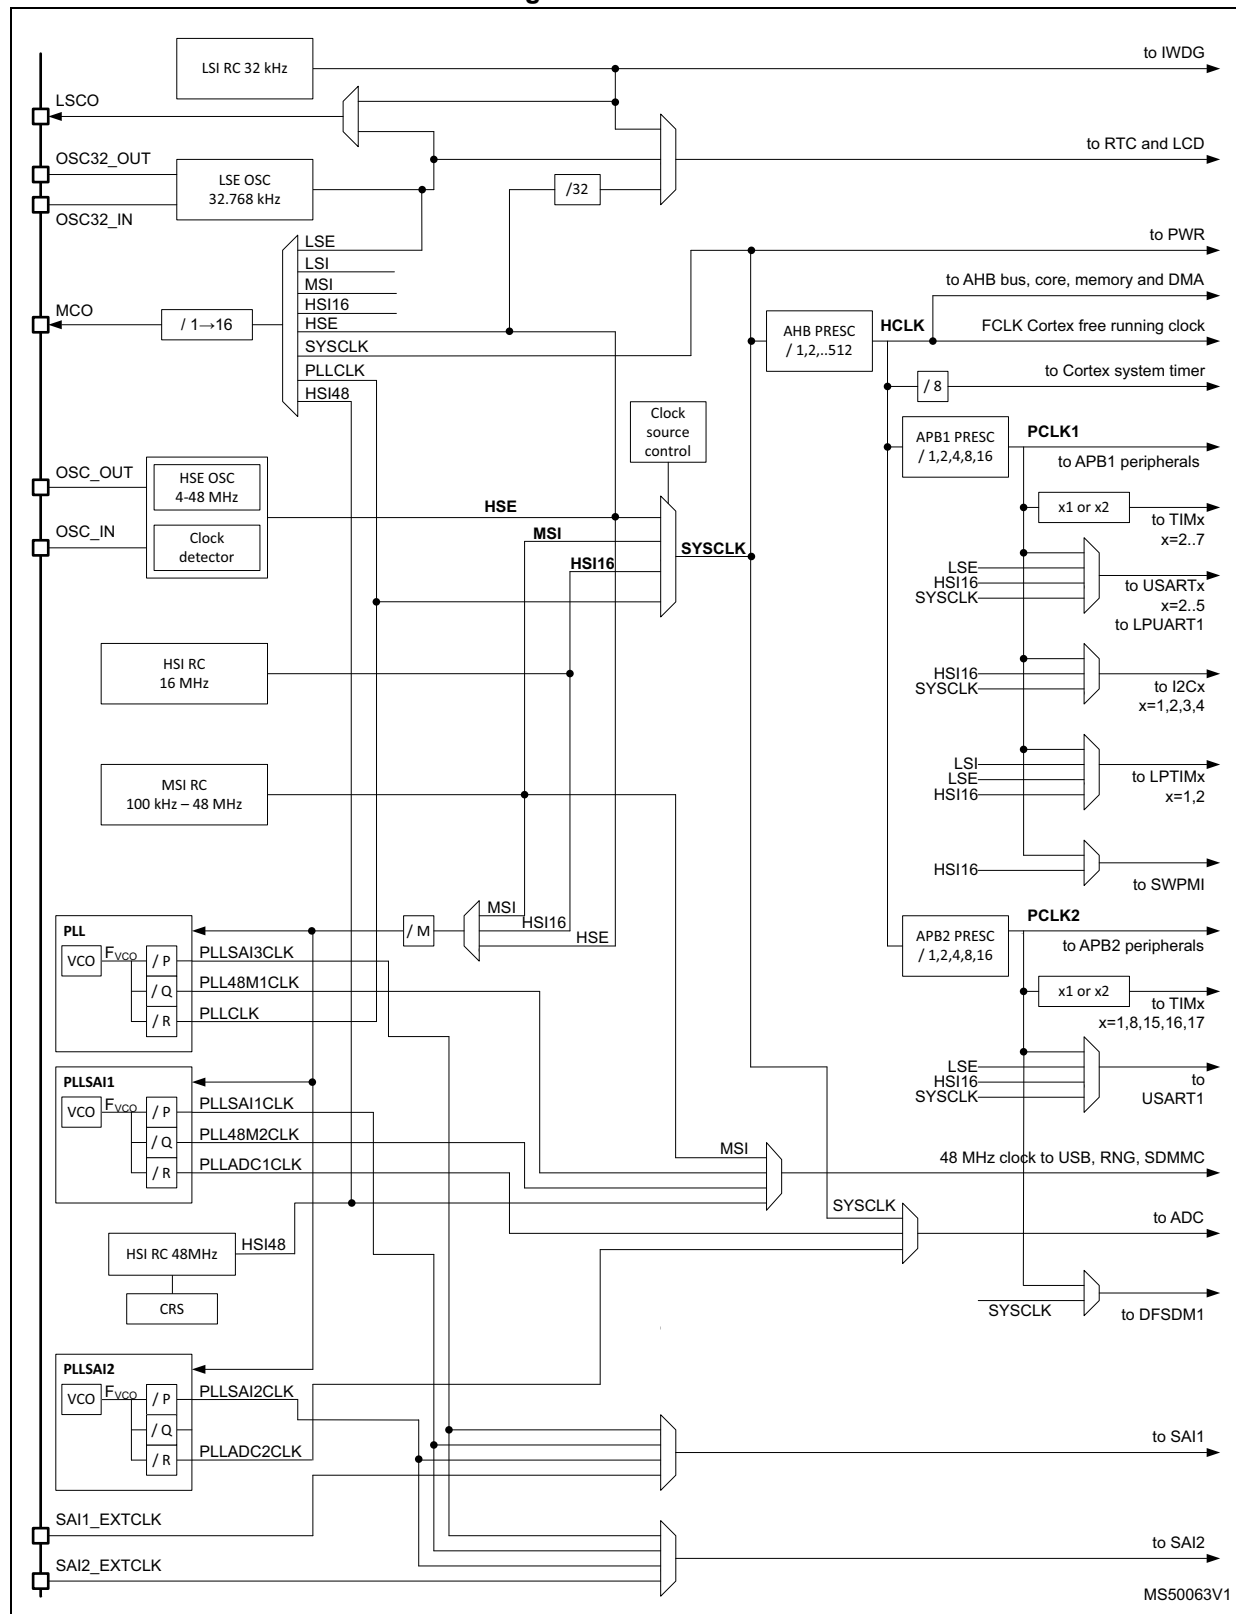 g
LSI RC 32 kHz
to IWDG
LSCO
to RTC and LCD
OSC32_OUT
LSE OSC
32.768 kHz
/32
OSC32_IN
to PWR
LSE
LSI
MSI
HSI16
HSE
SYSCLK
PLLCLK
HSI48
MCO
/ 1→16
to AHB bus, core, memory and DMA
AHB PRESC
/ 1,2,..512
HCLK
FCLK Cortex free running clock
to Cortex system timer
/ 8
Clock
source
control
APB1 PRESC
/ 1,2,4,8,16
PCLK1
to APB1 peripherals
OSC_OUT
HSE OSC
4-48 MHz
OSC_IN
Clock
detector
HSE
MSI
HSI16
SYSCLK
x1 or x2
to TIMx
x=2..7
LSE
HSI16
SYSCLK
to USARTx
x=2..5
to LPUART1
HSI RC
16 MHz
HSI16
SYSCLK
to I2Cx
x=1,2,3,4
MSI RC
100 kHz – 48 MHz
LSI
LSE
HSI16
to LPTIMx
x=1,2
HSI16
to SWPMI
MSI
HSI16
HSE
/ M
PLL
VCO
FVCO
/ P
/ Q
/ R
PLLSAI3CLK
PLL48M1CLK
PLLCLK
APB2 PRESC
/ 1,2,4,8,16
PCLK2
to APB2 peripherals
x1 or x2
to TIMx
x=1,8,15,16,17
PLLSAI1
VCO
FVCO
/ P
/ Q
/ R
PLLSAI1CLK
PLL48M2CLK
PLLADC1CLK
LSE
HSI16
SYSCLK
to
USART1
MSI
48 MHz clock to USB, RNG, SDMMC
SYSCLK
to ADC
HSI RC 48MHz
HSI48
CRS
SYSCLK
to DFSDM1
PLLSAI2
VCO
FVCO
/ P
/ Q
/ R
PLLSAI2CLK
PLLADC2CLK
to SAI1
SAI1_EXTCLK
to SAI2
SAI2_EXTCLK
MS50063V1